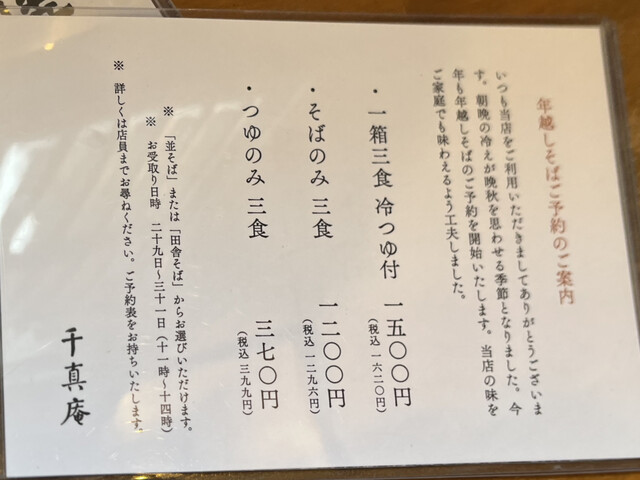 年越しそばご予約のご案内
いつも当店をご利用いただきましてありがとうございま
す。朝晩の冷えが晩秋を思わせる季節となりました。今
年も年越しそばのご予約を開始いたします。当店の味を
ご家庭でも味わえるよう工夫しました。
・一箱三食 冷つゆ付 一五〇〇円
(税込 一六二〇円)
・そばのみ 三食 一二〇〇円
(税込 一二九六円)
・つゆのみ 三食 三七〇円
(税込 三九九円)
※ 「並そば」または「田舎そば」からお選びいただけます。
※ お受取り日時 二十九日〜三十一日(十一時〜十四時)
※ 詳しくは店員までお尋ねください。ご予約表をお持ちいたします。
千真庵